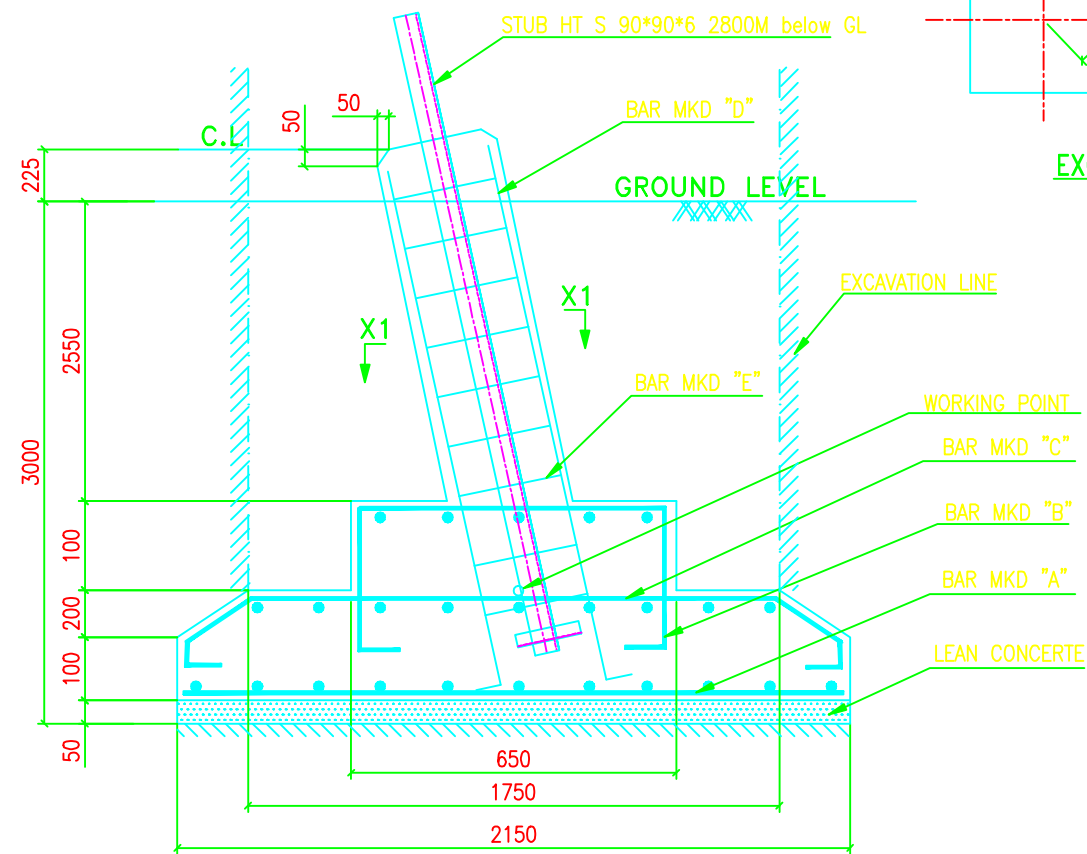 STUB HT S 90*90*6 2800M below GL
50
50
BAR MKD "D"
C.L
225
GROUND LEVEL
EX
EXCAVATION LINE
X1
X1
2550
BAR MKD "E"
WORKING POINT
3000
BAR MKD "C"
BAR MKD "B"
100
BAR MKD "A"
200
LEAN CONCERTE
100
50
650
1750
2150